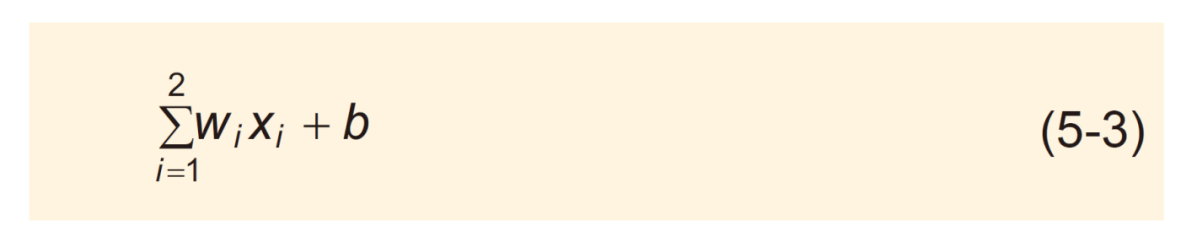 2
∑wᵢxᵢ + b (5-3)
i=1